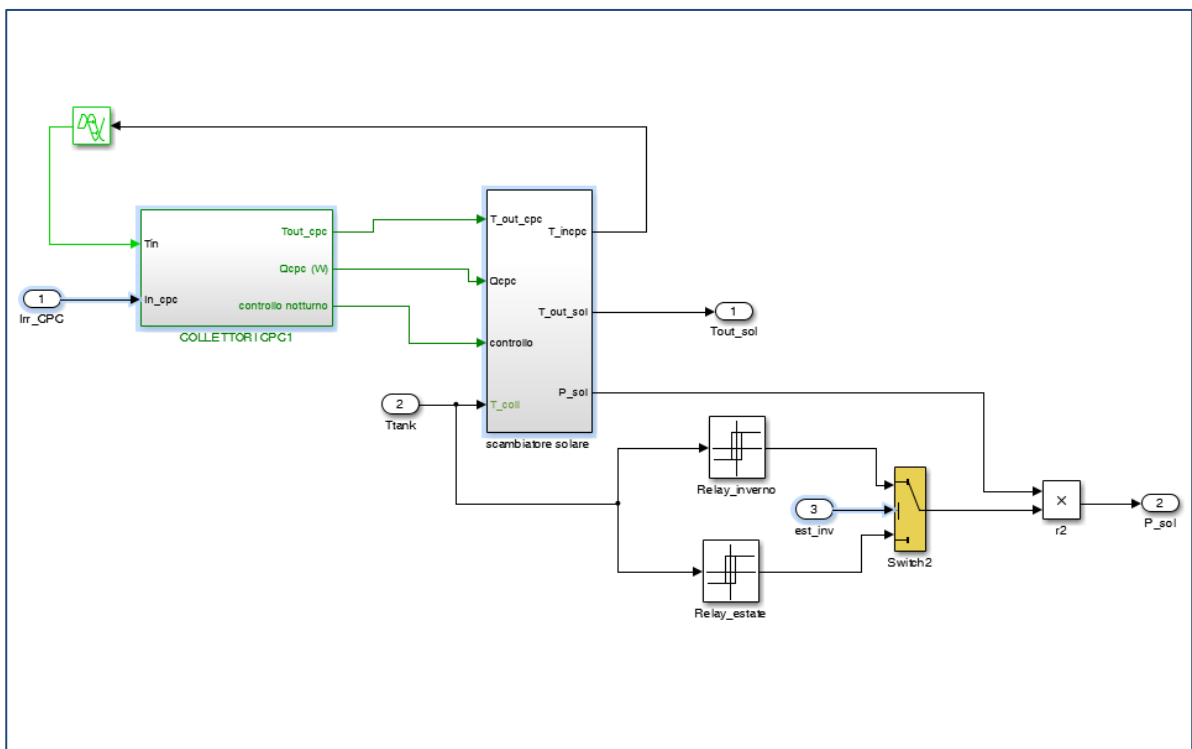 Tin
In_cpc
Tout_cpc
Qcpc (W)
controllo notturno
COLLETTORI CPC1
1
Irr_CPC
T_out_cpc
Qcpc
controllo
T_coll
T_incpc
T_out_sol
P_sol
scambiatore solare
1
Tout_sol
2
Ttank
Relay_inverno
3
est_inv
Relay_estate
Switch2
×
r2
2
P_sol